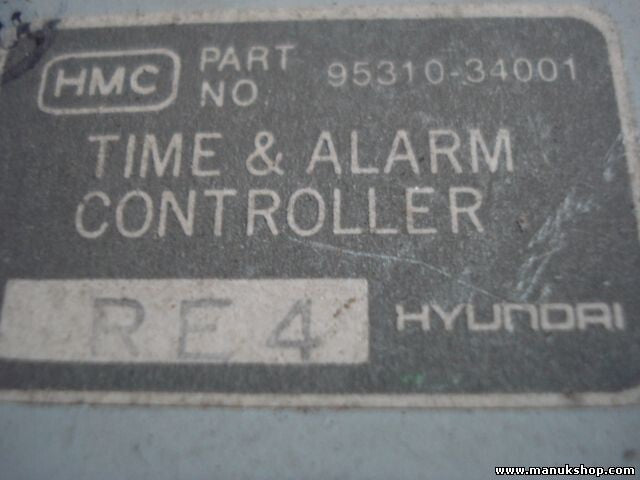 HMC PART NO 95310-34001
TIME & ALARM
CONTROLLER
RE4 HYUNDAI
www.manukshop.com